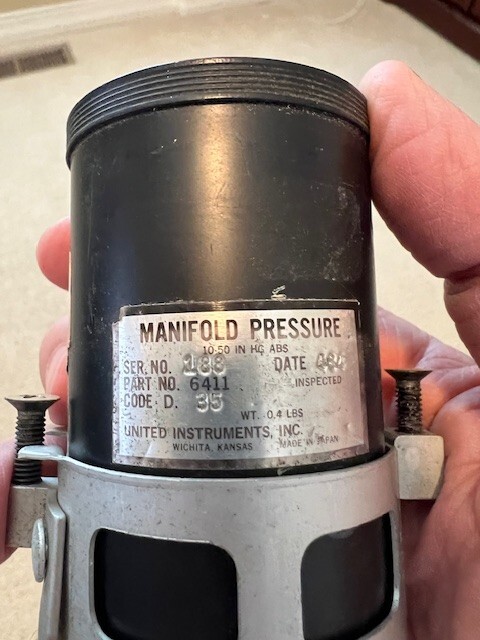 MANIFOLD PRESSURE
10-50 IN HG ABS
SER. NO. 188 DATE
PART NO. 6411 INSPECTED
CODE. D. 35
WT. 0.4 LBS
UNITED INSTRUMENTS, INC.
WICHITA, KANSAS MADE IN JAPAN